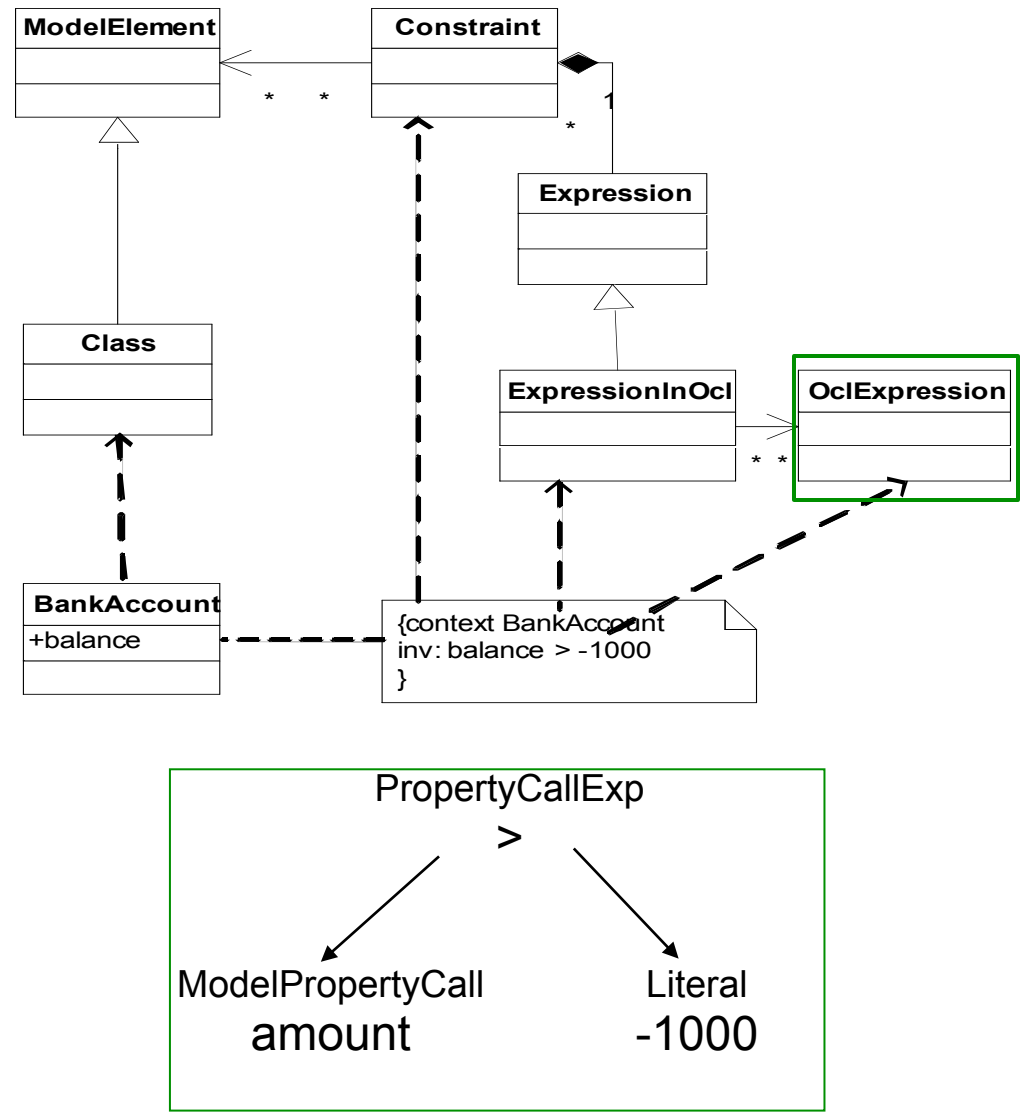 ModelElement
Constraint
* *
1
*
Expression
Class
ExpressionInOcl
OclExpression
* *
BankAccount
+balance
{context BankAccount
inv: balance > -1000
}
PropertyCallExp
>
ModelPropertyCall
Literal
amount
-1000